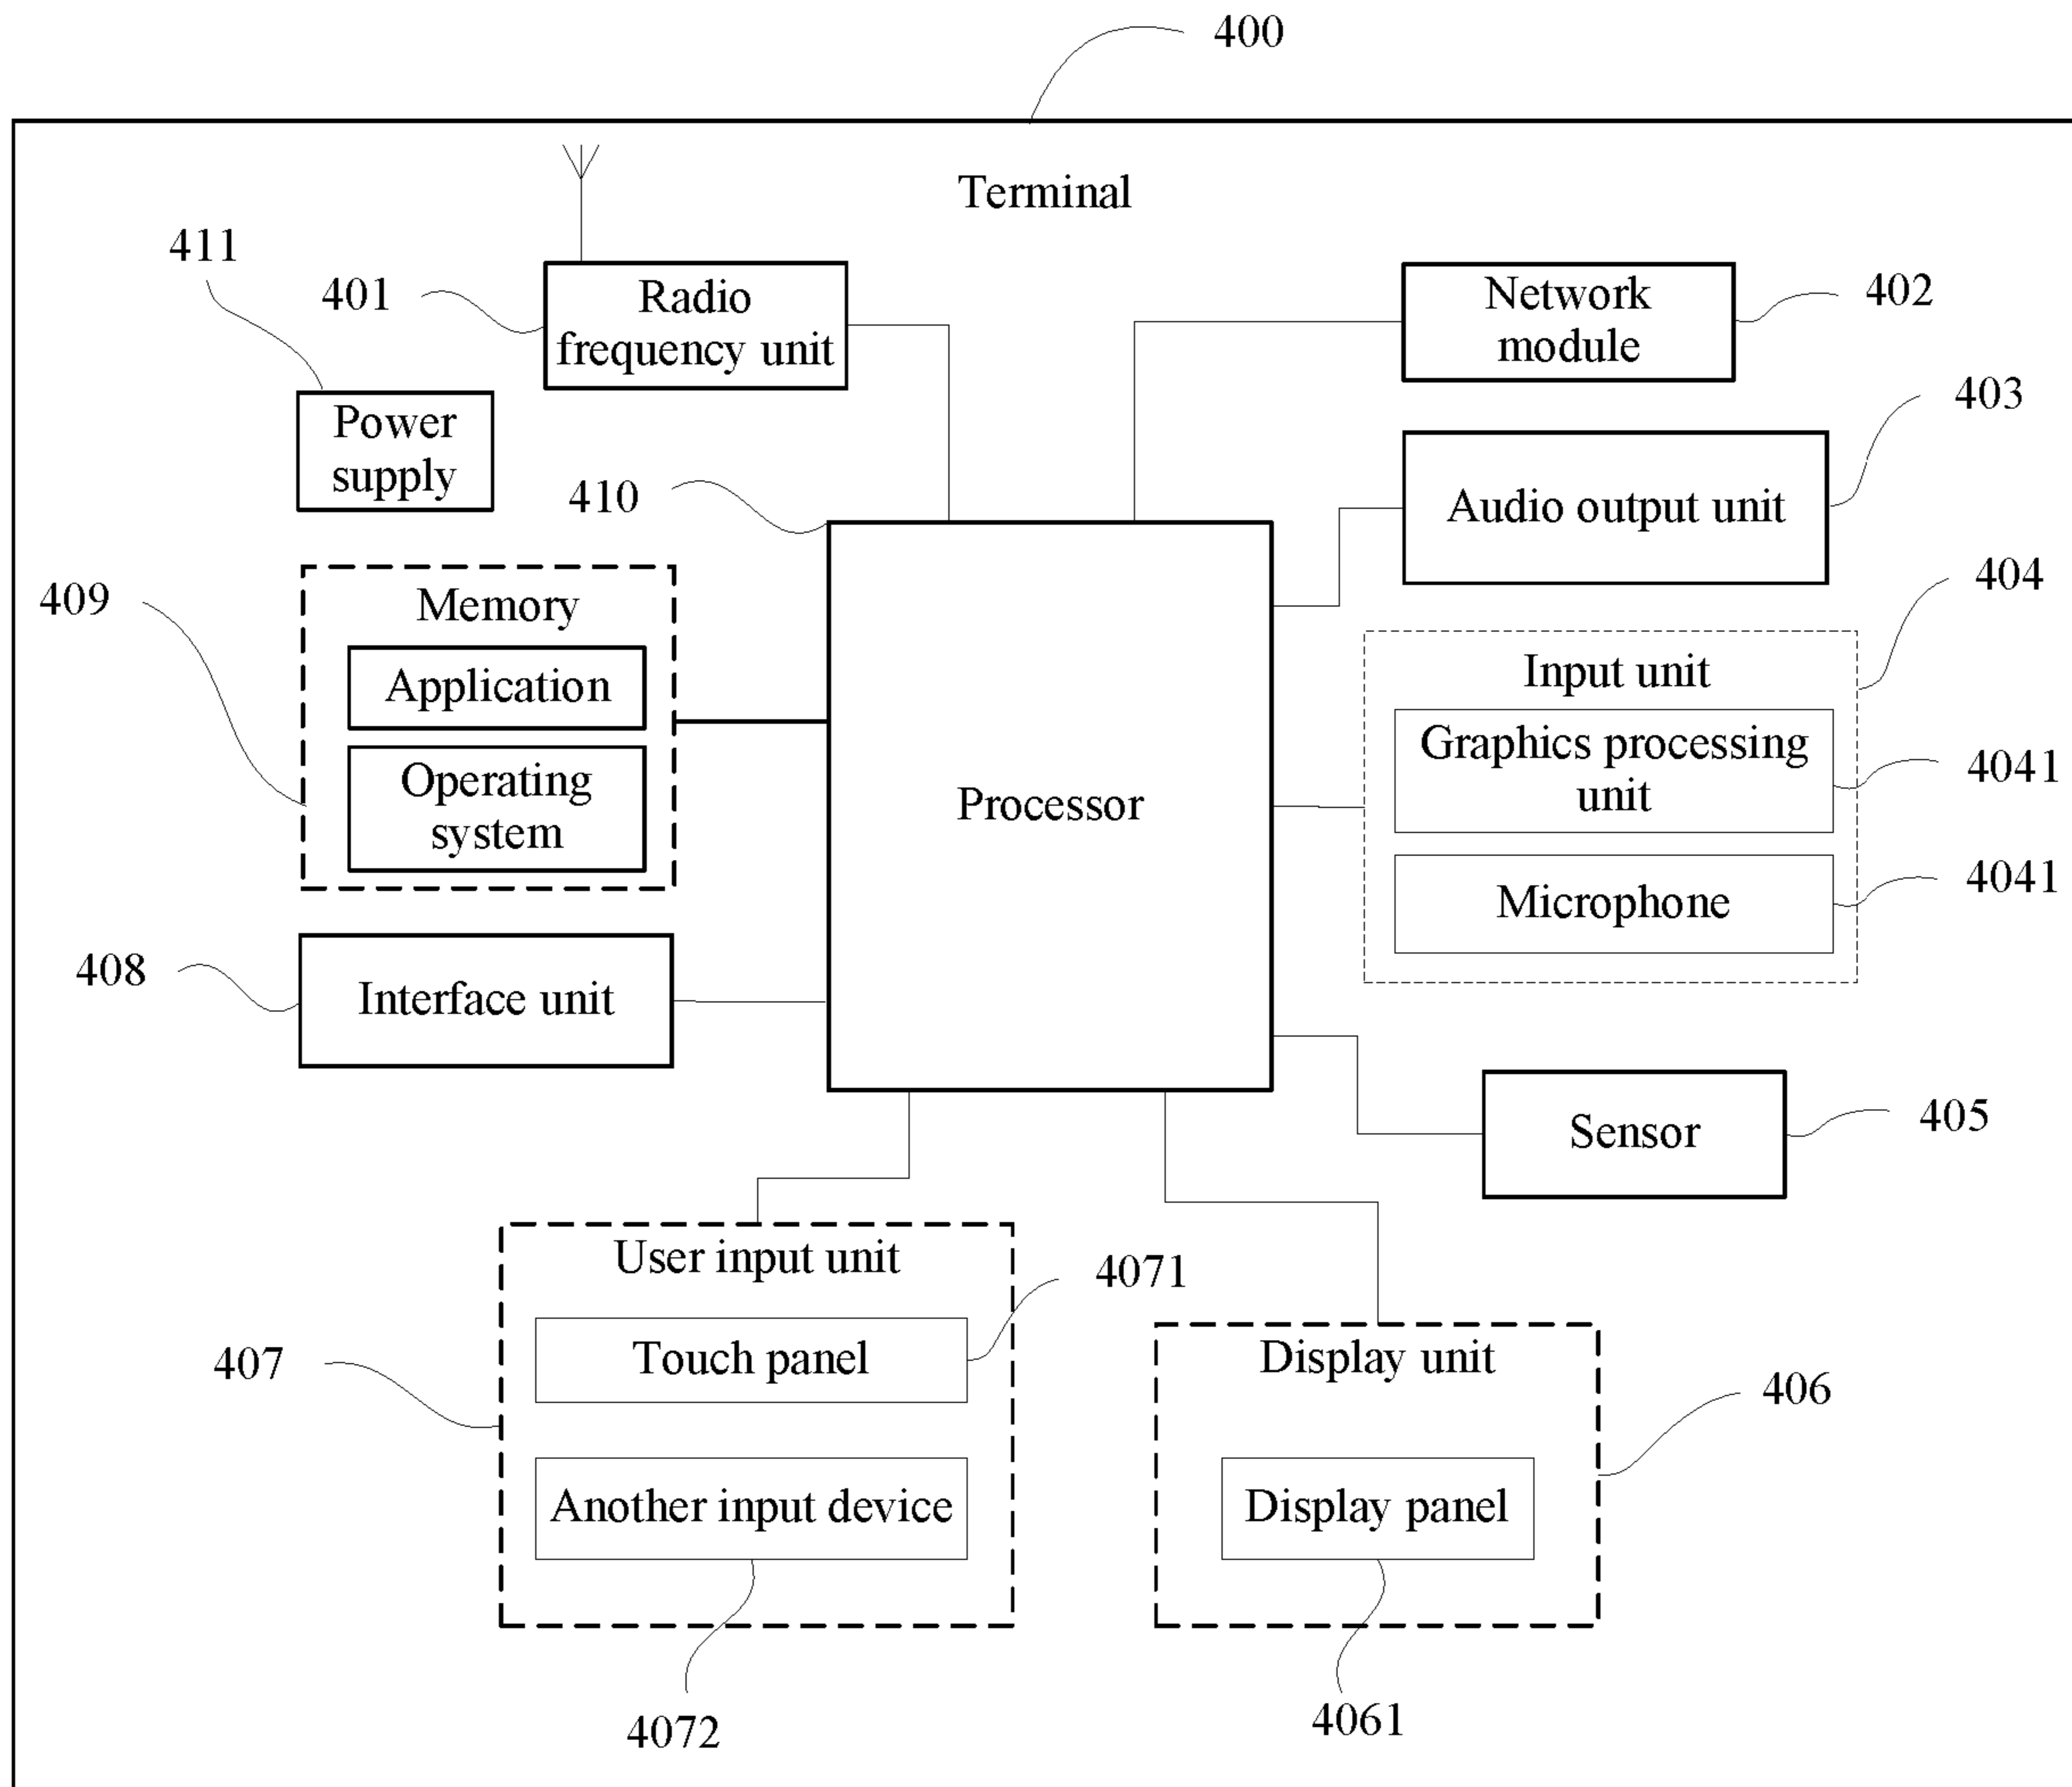 400
Terminal
411
401
Radio
frequency unit
Network
module
402
403
Power
supply
410
Audio output unit
404
409
Memory
Application
Operating
system
Processor
Input unit
Graphics processing
unit
4041
Microphone
4041
408
Interface unit
Sensor
405
User input unit
4071
Touch panel
407
Another input device
4072
Display unit
406
Display panel
4061